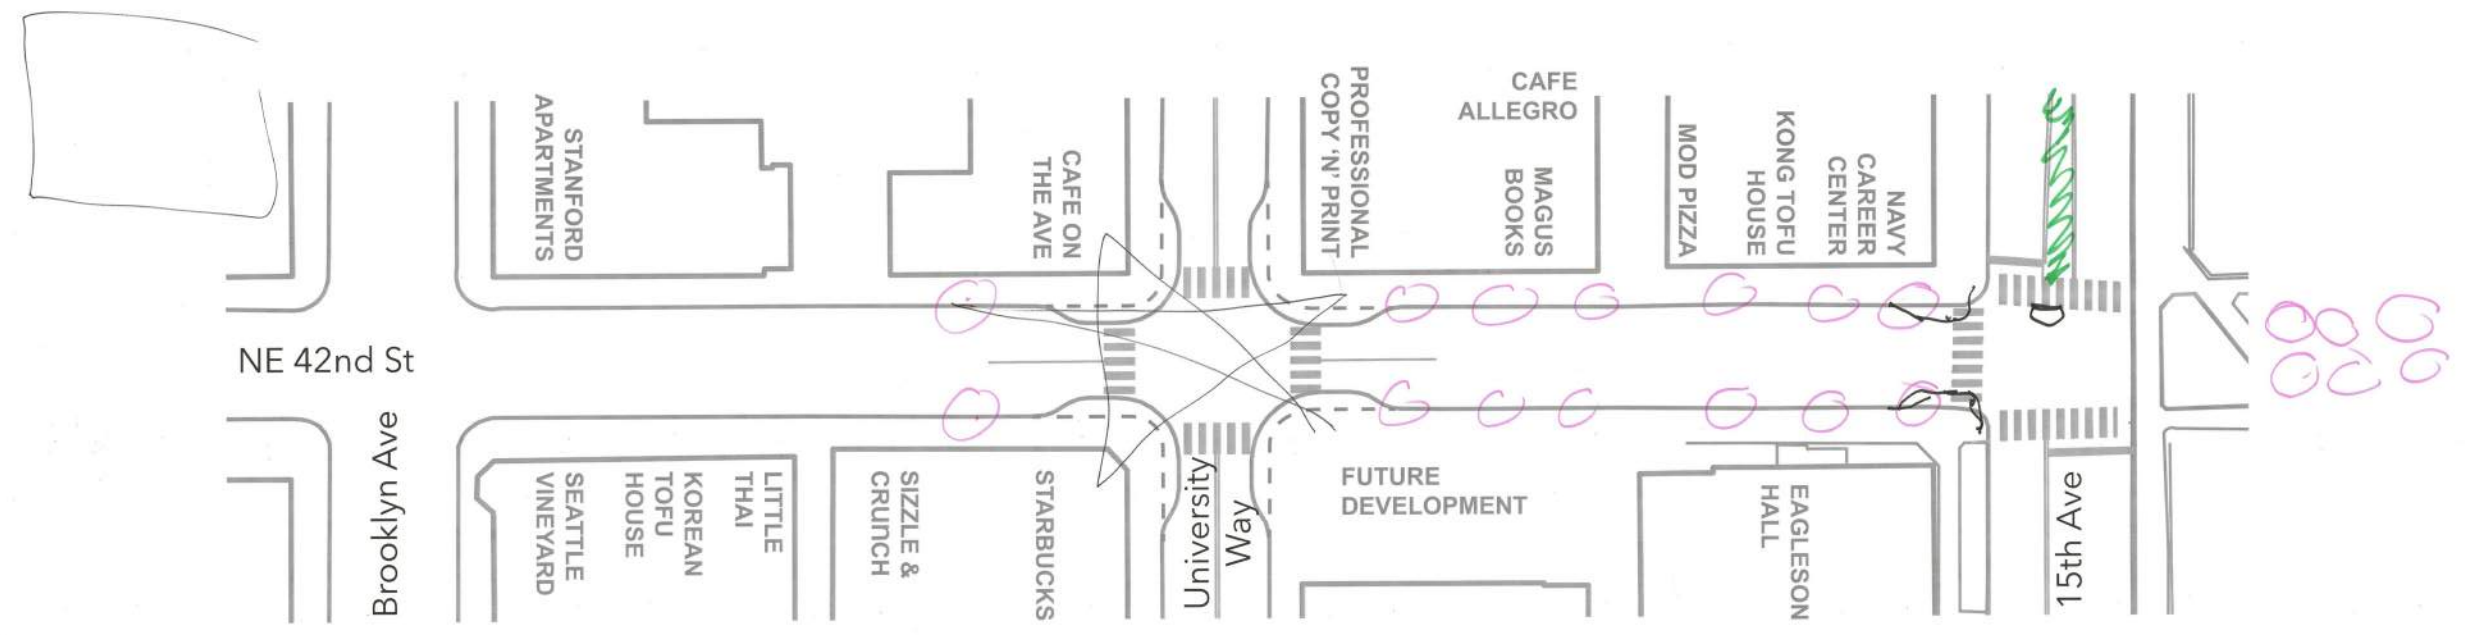 STANFORD
APARTMENTS
CAFE ON
THE AVE
PROFESSIONAL
COPY 'N' PRINT
CAFE
ALLEGRO
MAGUS
BOOKS
MOD PIZZA
KONG TOFU
HOUSE
NAVY
CAREER
CENTER
NE 42nd St
Brooklyn Ave
SEATTLE
VINEYARD
KOREAN
TOFU
HOUSE
LITTLE
THAI
SIZZLE &
CRUnCH
STARBUCKS
University
Way
FUTURE
DEVELOPMENT
EAGLESON
HALL
15th Ave